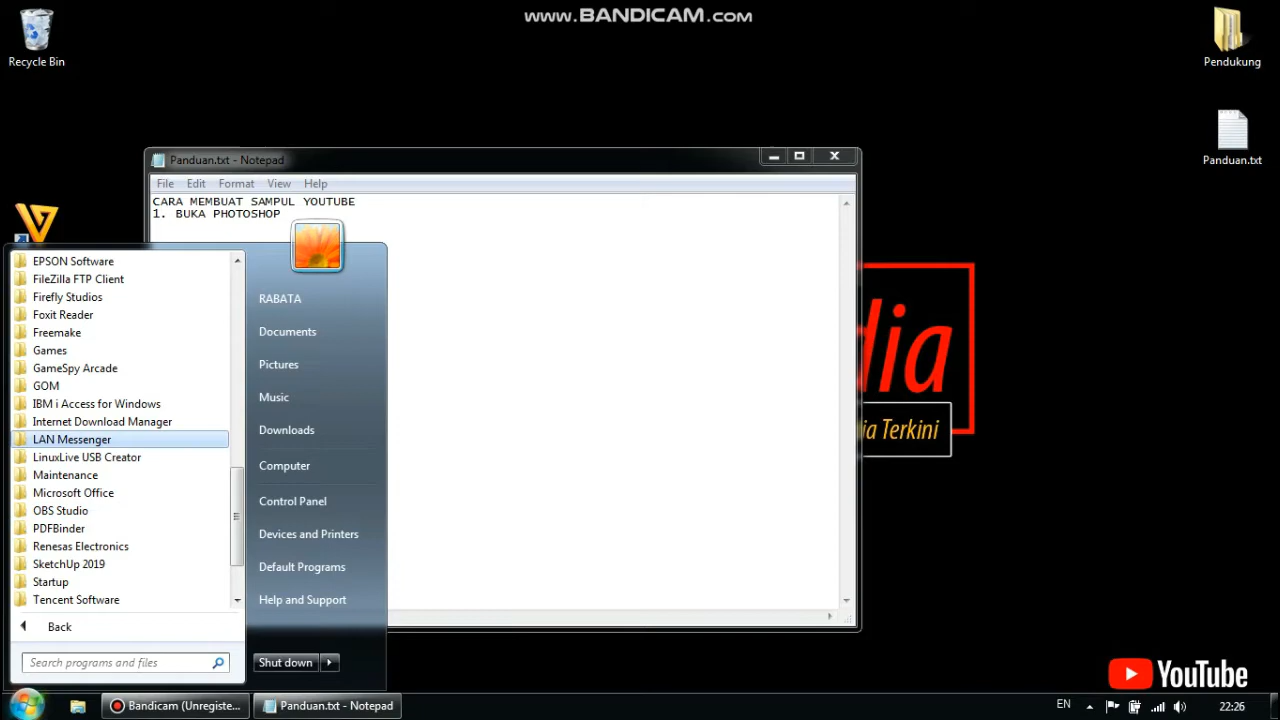 www.BANDICAM.com
Recycle Bin
Pendukung
Panduan.txt
Panduan.txt - Notepad
File Edit Format View Help
CARA MEMBUAT SAMPUL YOUTUBE
1. BUKA PHOTOSHOP
EPSON Software
FileZilla FTP Client
Firefly Studios
Foxit Reader
Freemake
Games
GameSpy Arcade
GOM
IBM i Access for Windows
Internet Download Manager
LAN Messenger
LinuxLive USB Creator
Maintenance
Microsoft Office
OBS Studio
PDFBinder
Renesas Electronics
SketchUp 2019
Startup
Tencent Software
Back
Search programs and files
RABATA
Documents
Pictures
Music
Downloads
Computer
Control Panel
Devices and Printers
Default Programs
Help and Support
Shut down
dia
ia Terkini
YouTube
Bandicam (Unregiste...
Panduan.txt - Notepad
EN
22:26